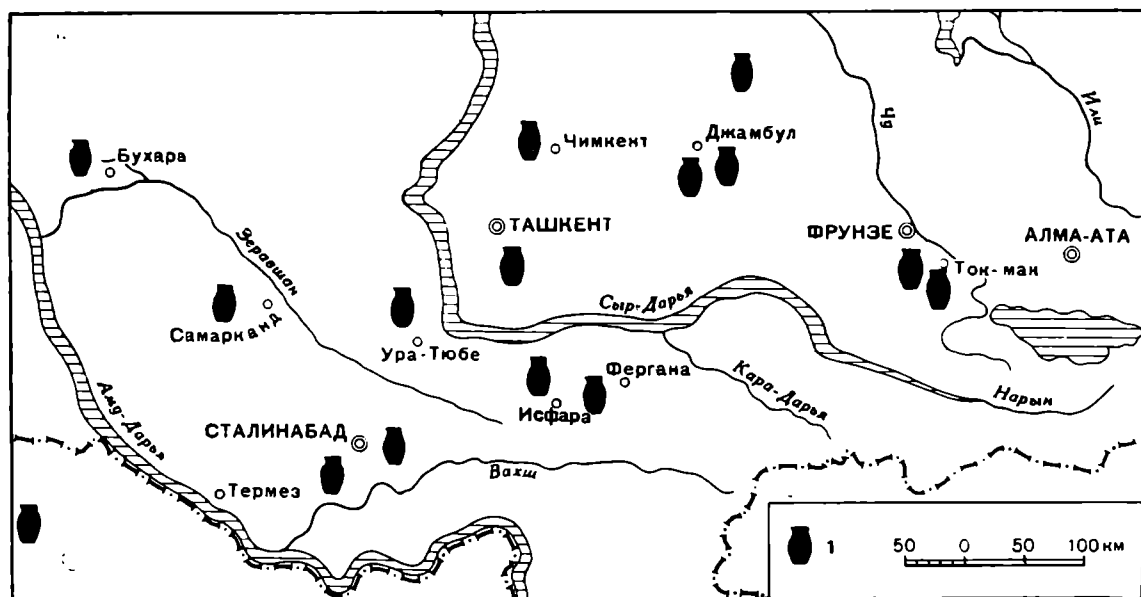 Чу
Или
Чимкент
Джамбул
Бухара
ТАШКЕНТ
ФРУНЗЕ
АЛМА-АТА
Зеравшан
Ток-мак
Сыр-Дарья
Самарканд
Ура-Тюбе
Фергана
Исфара
Кара-Дарья
Нарын
Аму-Дарья
СТАЛИНАБАД
Вахш
Термез
1
50 0 50 100 км